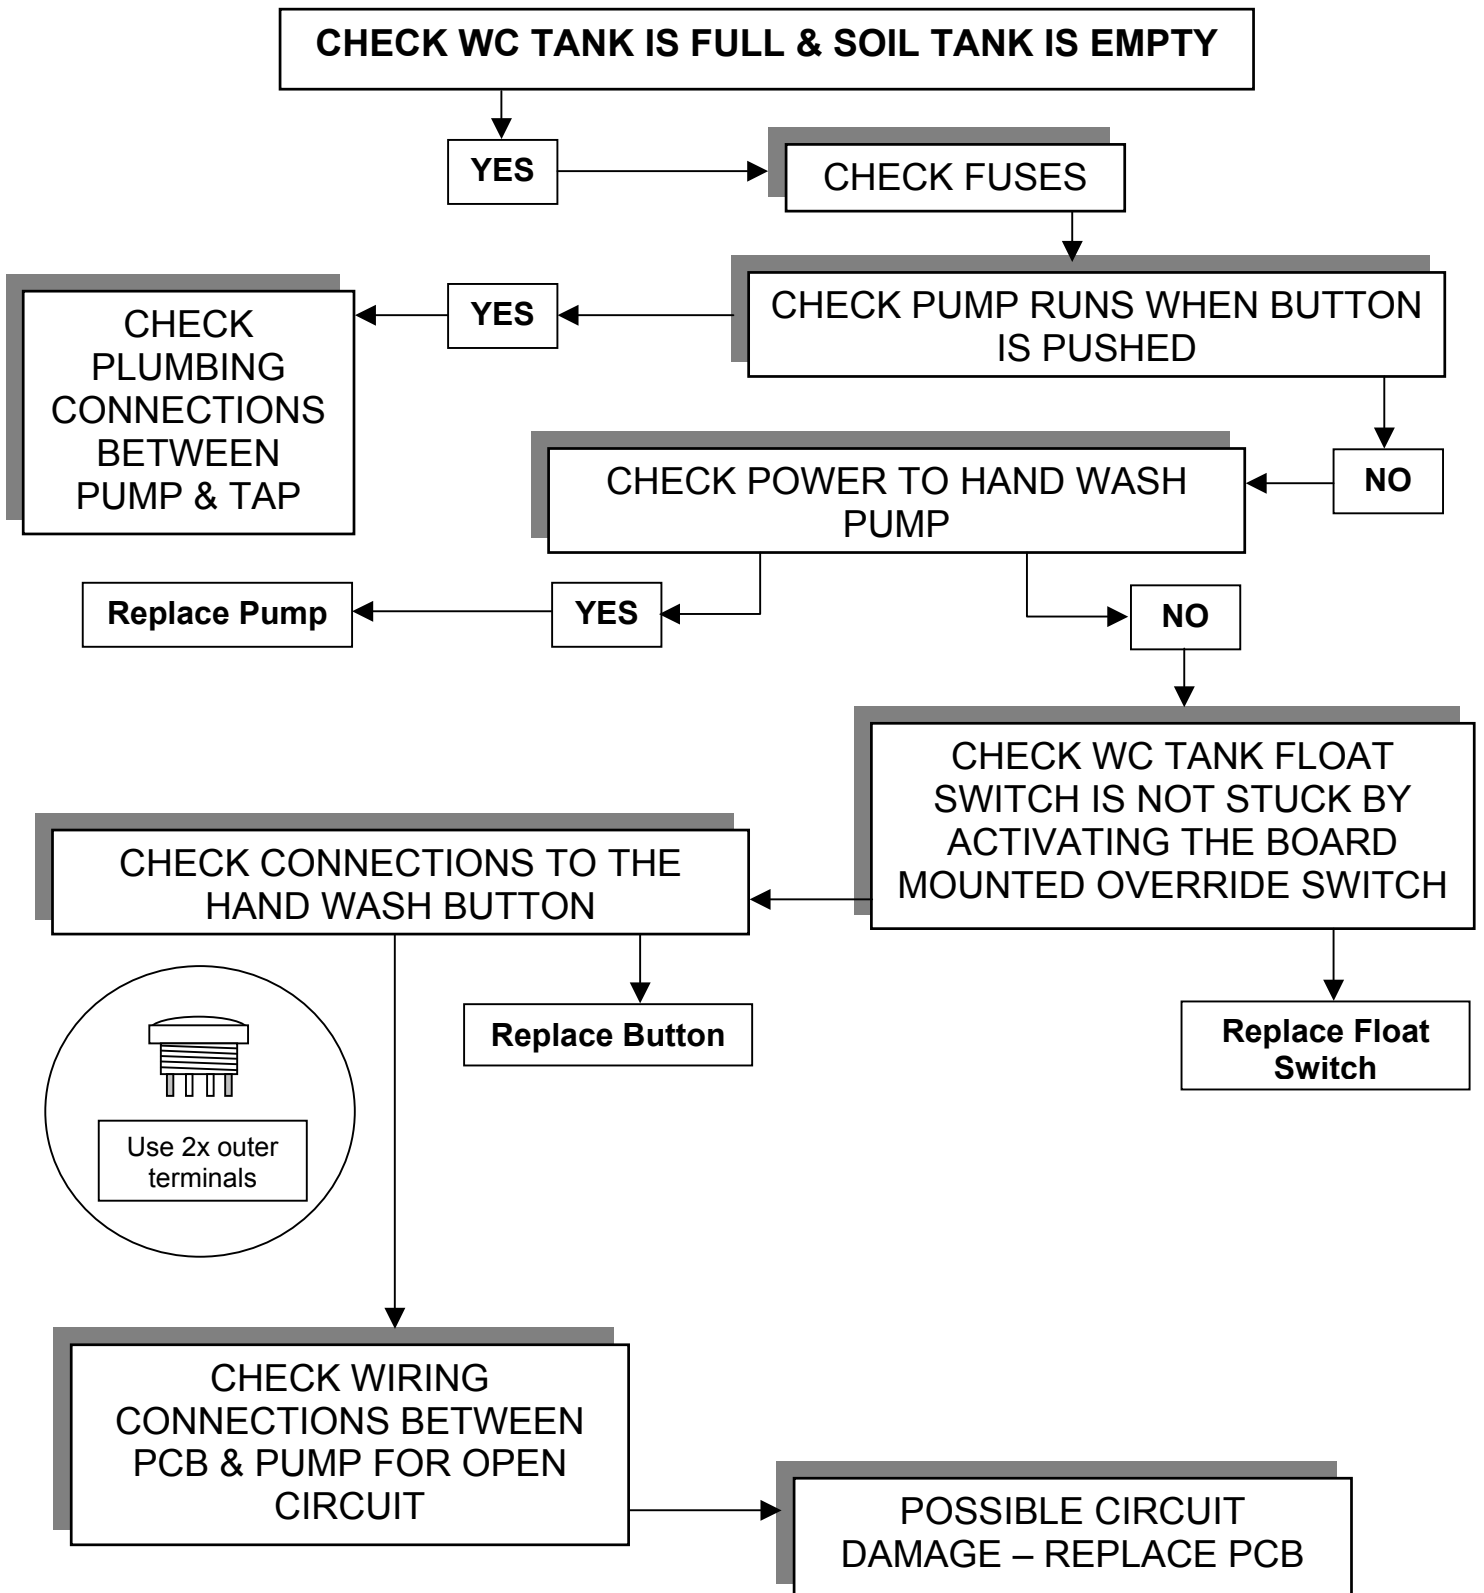 CHECK WC TANK IS FULL & SOIL TANK IS EMPTY
YES
CHECK FUSES
CHECK PUMP RUNS WHEN BUTTON
IS PUSHED
YES
CHECK
PLUMBING
CONNECTIONS
BETWEEN
PUMP & TAP
NO
CHECK POWER TO HAND WASH
PUMP
YES
Replace Pump
NO
CHECK WC TANK FLOAT
SWITCH IS NOT STUCK BY
ACTIVATING THE BOARD
MOUNTED OVERRIDE SWITCH
CHECK CONNECTIONS TO THE
HAND WASH BUTTON
Replace Button
Replace Float
Switch
Use 2x outer
terminals
CHECK WIRING
CONNECTIONS BETWEEN
PCB & PUMP FOR OPEN
CIRCUIT
POSSIBLE CIRCUIT
DAMAGE – REPLACE PCB